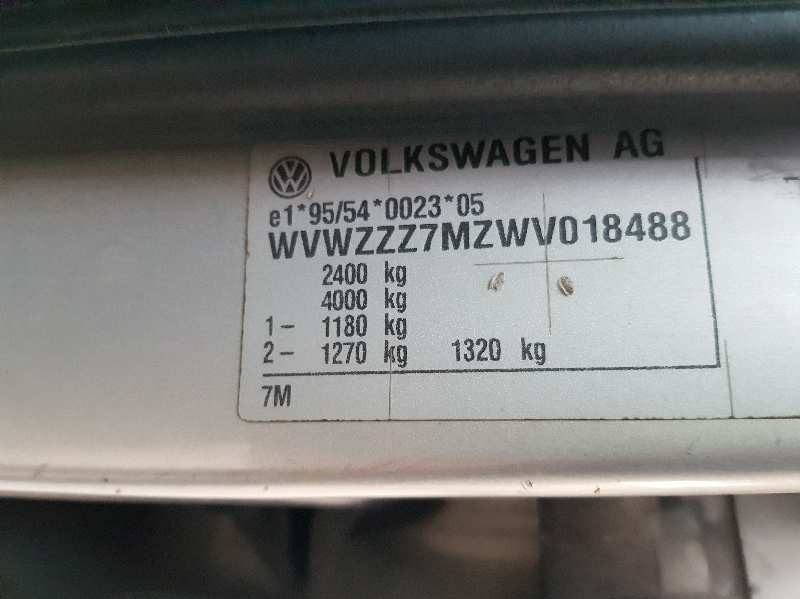 VOLKSWAGEN AG
e1*95/54*0023*05
WVWZZZ7MZWV018488
2400 kg
4000 kg
1- 1180 kg
2- 1270 kg 1320 kg
7M